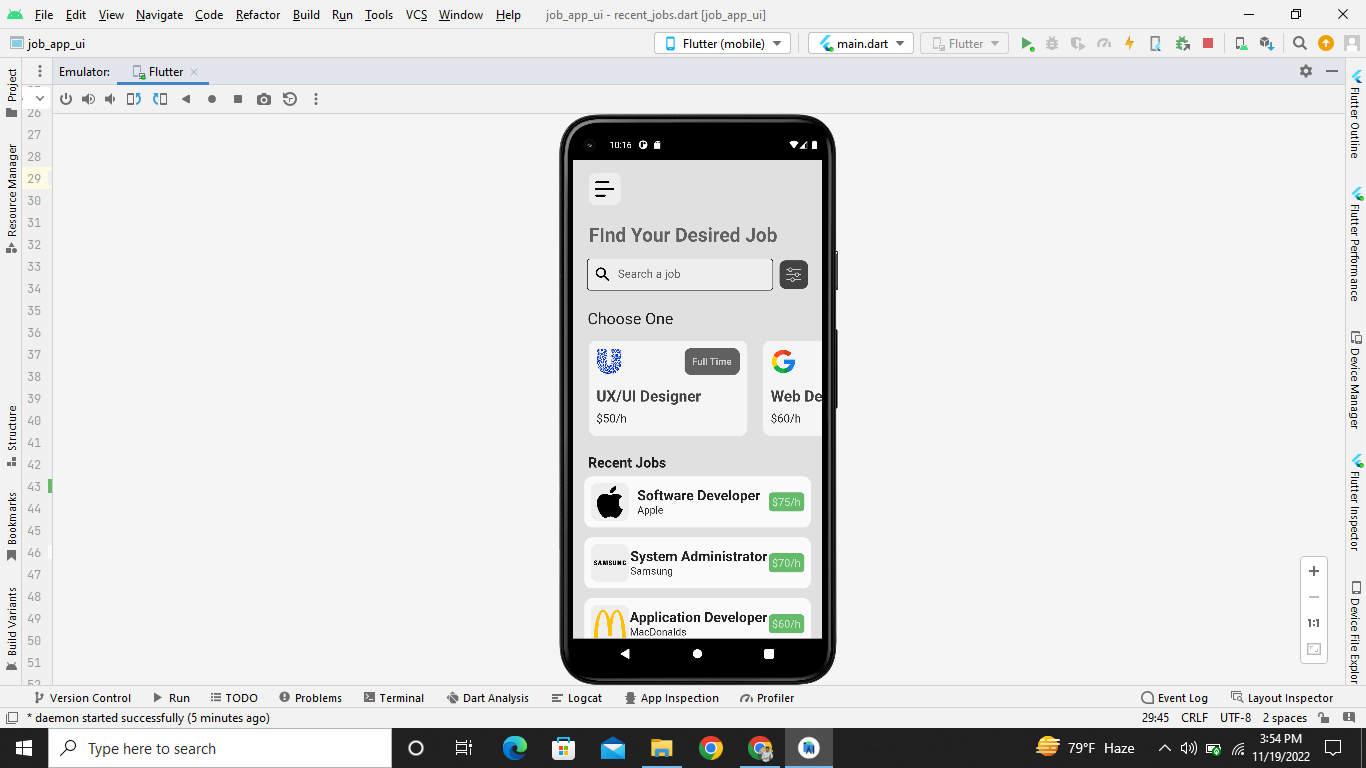 File Edit View Navigate Code Refactor Build Run Tools VCS Window Help job_app_ui - recent_jobs.dart [job_app_ui]
job_app_ui Flutter (mobile) main.dart Flutter
Emulator: Flutter
Project
Resource Manager
Structure
Bookmarks
Build Variants
26
27
28
29
30
31
32
33
34
35
36
37
38
39
40
41
42
43
44
45
46
47
48
49
50
51
10:16
FInd Your Desired Job
Search a job
Choose One
Full Time
UX/UI Designer
$50/h
Web De
$60/h
Recent Jobs
Software Developer
Apple
$75/h
SAMSUNG
System Administrator
Samsung
$70/h
Application Developer
MacDonalds
$60/h
Flutter Outline
Flutter Performance
Device Manager
Flutter Inspector
Device File Explor
1:1
Version Control Run TODO Problems Terminal Dart Analysis Logcat App Inspection Profiler Event Log Layout Inspector
* daemon started successfully (5 minutes ago) 29:45 CRLF UTF-8 2 spaces
Type here to search
79°F Haze
3:54 PM
11/19/2022